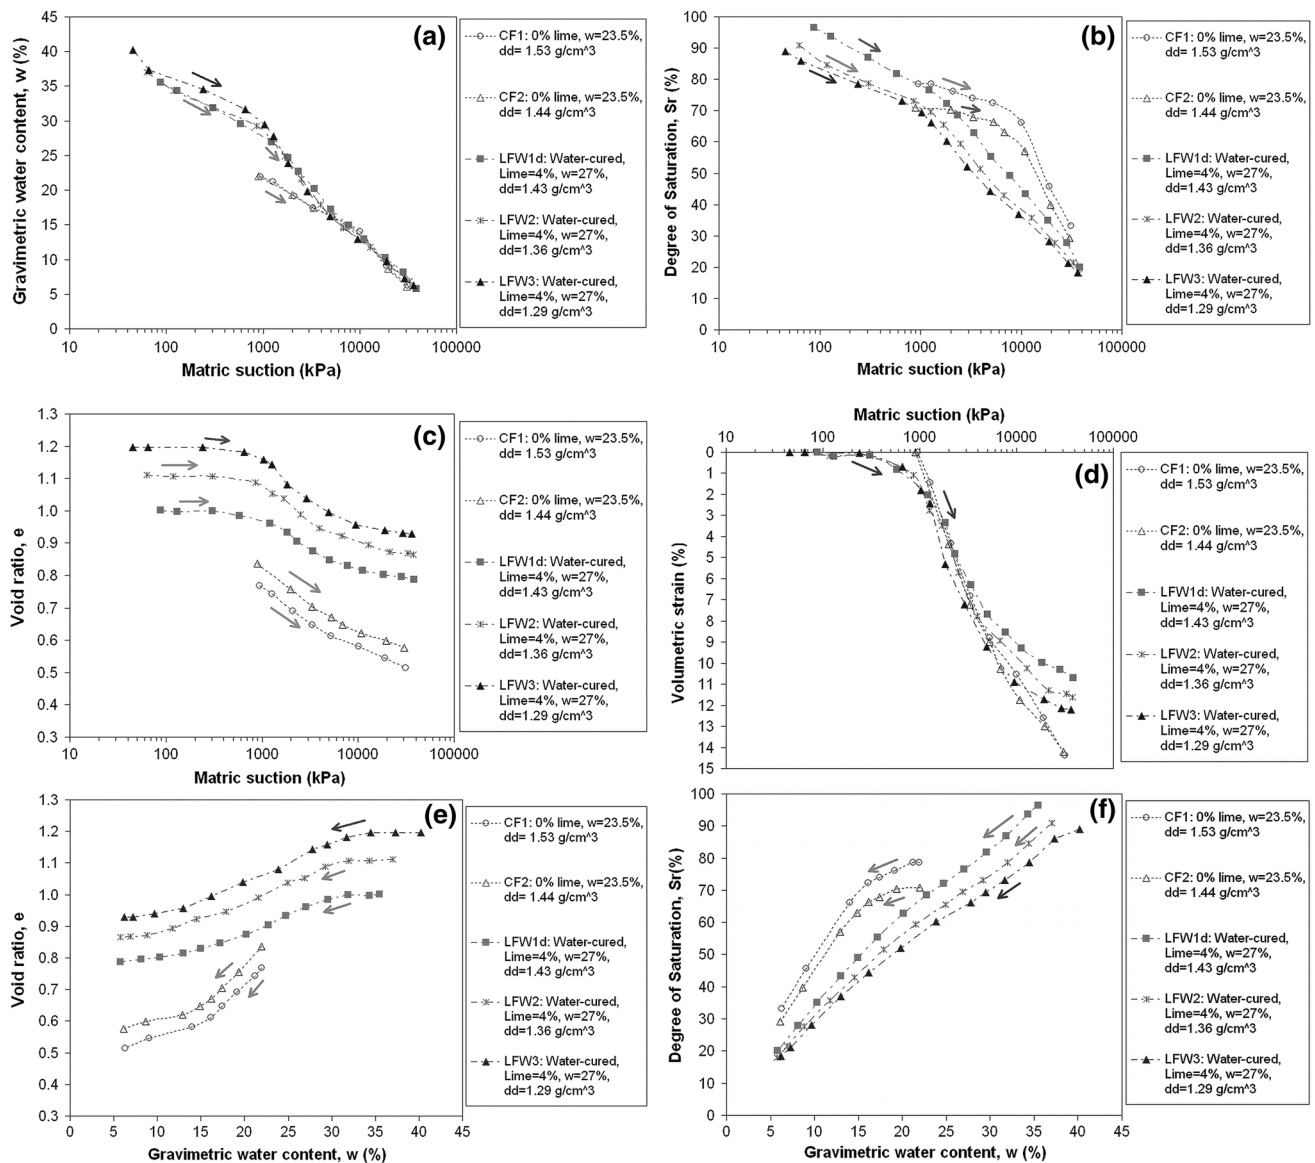 (a)
Gravimetric water content, w (%)
45
40
35
30
25
20
15
10
5
0
10 100 1000 10000 100000
Matric suction (kPa)
CF1: 0% lime, w=23.5%,
dd= 1.53 g/cm^3
CF2: 0% lime, w=23.5%,
dd= 1.44 g/cm^3
LFW1d: Water-cured,
Lime=4%, w=27%,
dd=1.43 g/cm^3
LFW2: Water-cured,
Lime=4%, w=27%,
dd=1.36 g/cm^3
LFW3: Water-cured,
Lime=4%, w=27%,
dd=1.29 g/cm^3
(b)
Degree of Saturation, Sr (%)
100
90
80
70
60
50
40
30
20
10
0
10 100 1000 10000 100000
Matric suction (kPa)
CF1: 0% lime, w=23.5%,
dd= 1.53 g/cm^3
CF2: 0% lime, w=23.5%,
dd= 1.44 g/cm^3
LFW1d: Water-cured,
Lime=4%, w=27%,
dd=1.43 g/cm^3
LFW2: Water-cured,
Lime=4%, w=27%,
dd=1.36 g/cm^3
LFW3: Water-cured,
Lime=4%, w=27%,
dd=1.29 g/cm^3
(c)
Void ratio, e
1.3
1.2
1.1
1.0
0.9
0.8
0.7
0.6
0.5
0.4
0.3
10 100 1000 10000 100000
Matric suction (kPa)
CF1: 0% lime, w=23.5%,
dd= 1.53 g/cm^3
CF2: 0% lime, w=23.5%,
dd= 1.44 g/cm^3
LFW1d: Water-cured,
Lime=4%, w=27%,
dd=1.43 g/cm^3
LFW2: Water-cured,
Lime=4%, w=27%,
dd=1.36 g/cm^3
LFW3: Water-cured,
Lime=4%, w=27%,
dd=1.29 g/cm^3
Matric suction (kPa)
10 100 1000 10000 100000
(d)
Volumetric strain (%)
0
1
2
3
4
5
6
7
8
9
10
11
12
13
14
15
CF1: 0% lime, w=23.5%,
dd= 1.53 g/cm^3
CF2: 0% lime, w=23.5%,
dd= 1.44 g/cm^3
LFW1d: Water-cured,
Lime=4%, w=27%,
dd=1.43 g/cm^3
LFW2: Water-cured,
Lime=4%, w=27%,
dd=1.36 g/cm^3
LFW3: Water-cured,
Lime=4%, w=27%,
dd=1.29 g/cm^3
(e)
Void ratio, e
1.3
1.2
1.1
1.0
0.9
0.8
0.7
0.6
0.5
0.4
0.3
0 5 10 15 20 25 30 35 40 45
Gravimetric water content, w (%)
CF1: 0% lime, w=23.5%,
dd= 1.53 g/cm^3
CF2: 0% lime, w=23.5%,
dd= 1.44 g/cm^3
LFW1d: Water-cured,
Lime=4%, w=27%,
dd=1.43 g/cm^3
LFW2: Water-cured,
Lime=4%, w=27%,
dd=1.36 g/cm^3
LFW3: Water-cured,
Lime=4%, w=27%,
dd=1.29 g/cm^3
(f)
Degree of Saturation, Sr(%)
100
90
80
70
60
50
40
30
20
10
0
0 5 10 15 20 25 30 35 40 45
Gravimetric water content, w (%)
CF1: 0% lime, w=23.5%,
dd= 1.53 g/cm^3
CF2: 0% lime, w=23.5%,
dd= 1.44 g/cm^3
LFW1d: Water-cured,
Lime=4%, w=27%,
dd=1.43 g/cm^3
LFW2: Water-cured,
Lime=4%, w=27%,
dd=1.36 g/cm^3
LFW3: Water-cured,
Lime=4%, w=27%,
dd=1.29 g/cm^3